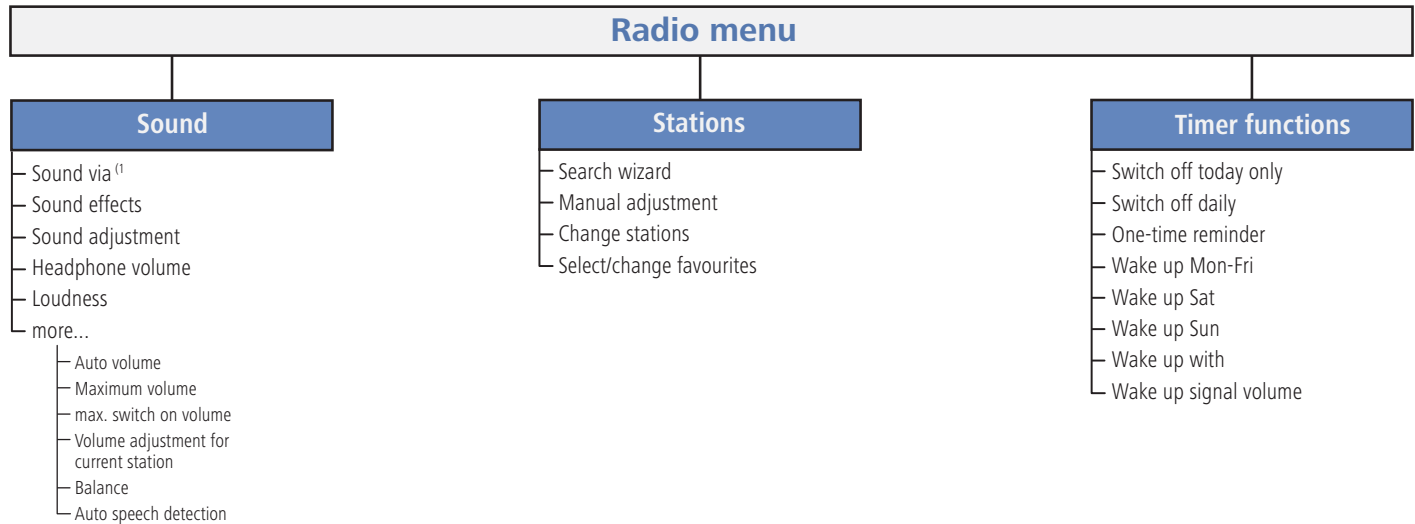 Radio menu
Sound
Sound via (1
Sound effects
Sound adjustment
Headphone volume
Loudness
more...
Auto volume
Maximum volume
max. switch on volume
Volume adjustment for
current station
Balance
Auto speech detection
Stations
Search wizard
Manual adjustment
Change stations
Select/change favourites
Timer functions
Switch off today only
Switch off daily
One-time reminder
Wake up Mon-Fri
Wake up Sat
Wake up Sun
Wake up with
Wake up signal volume